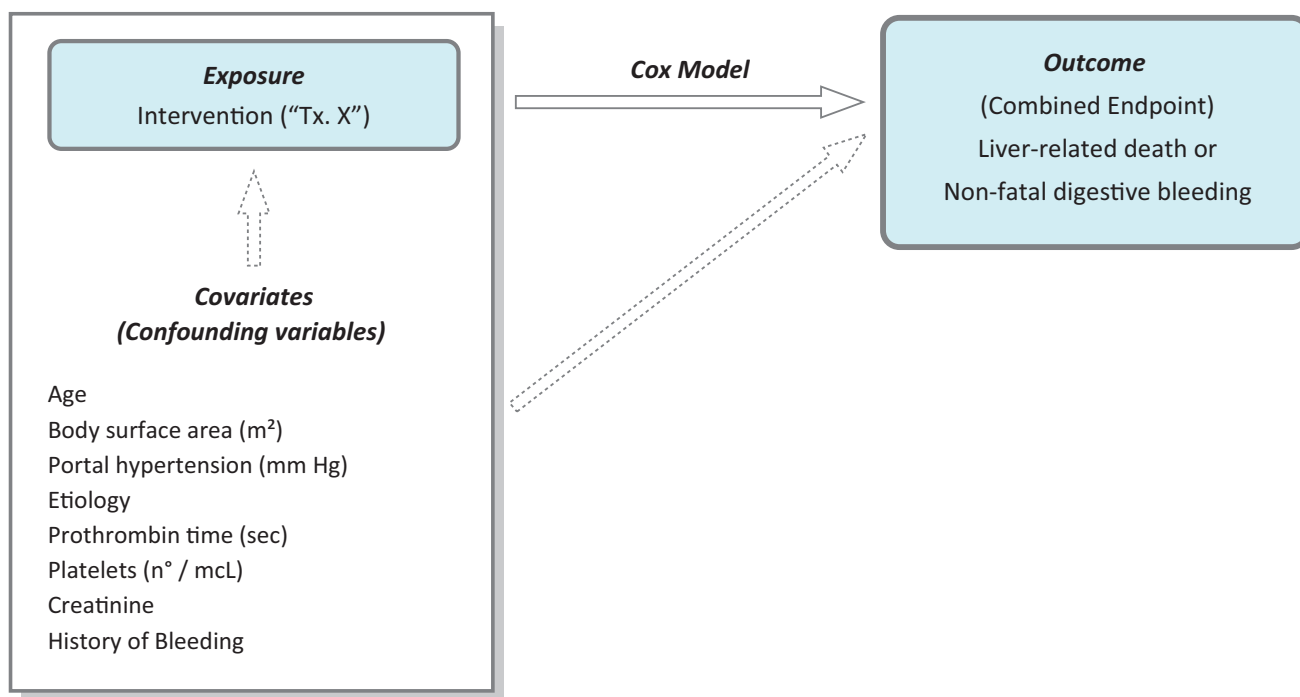 Exposure
Intervention (“Tx. X”)
Covariates
(Confounding variables)
Age
Body surface area (m²)
Portal hypertension (mm Hg)
Etiology
Prothrombin time (sec)
Platelets (n° / mcL)
Creatinine
History of Bleeding
Cox Model
Outcome
(Combined Endpoint)
Liver-related death or
Non-fatal digestive bleeding